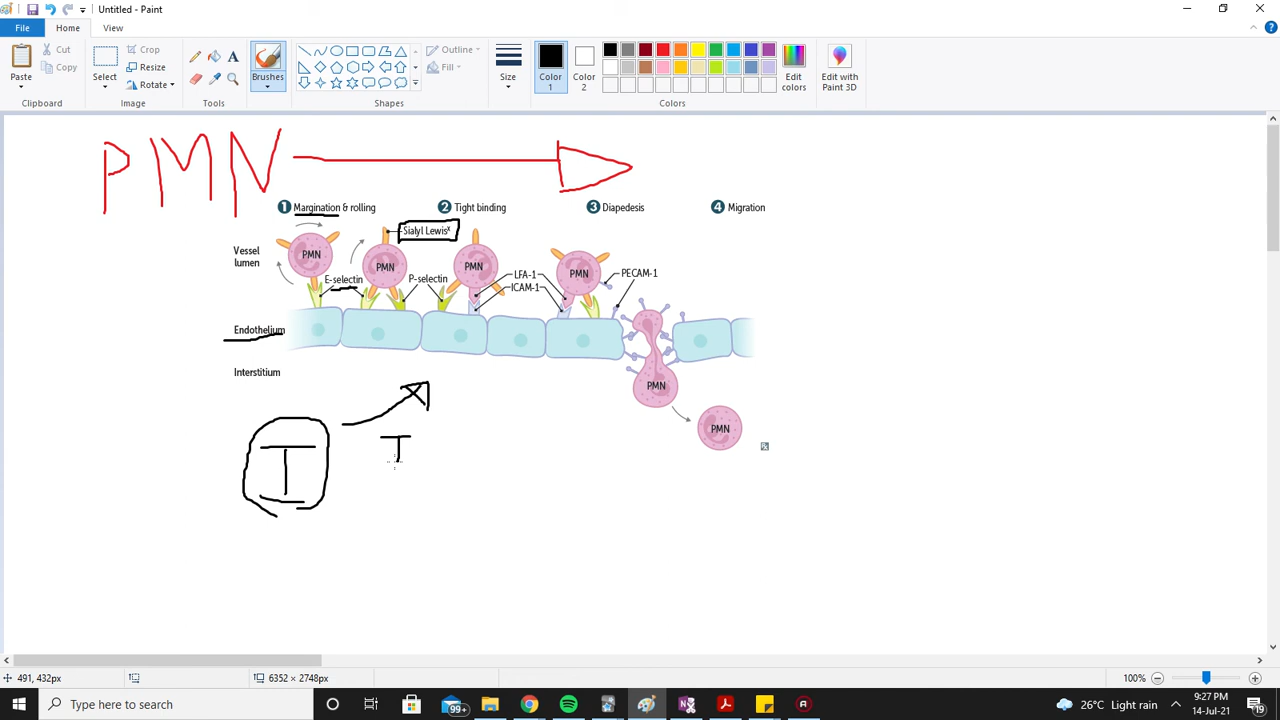 Untitled - Paint
File Home View
Paste
Cut
Copy
Clipboard
Select
Crop
Resize
Rotate
Image
Tools
Brushes
Shapes
Outline
Fill
Size
Color 1
Color 2
Edit colors
Colors
Edit with Paint 3D
PMN
1 Margination & rolling 2 Tight binding 3 Diapedesis 4 Migration
Sialyl Lewisˣ
Vessel lumen
PMN PMN PMN PMN
E-selectin P-selectin LFA-1 PECAM-1
ICAM-1
Endothelium
Interstitium
PMN
PMN
I
T
491, 432px 6352 × 2748px 100%
Type here to search
99+
26°C Light rain
9:27 PM
14-Jul-21
19